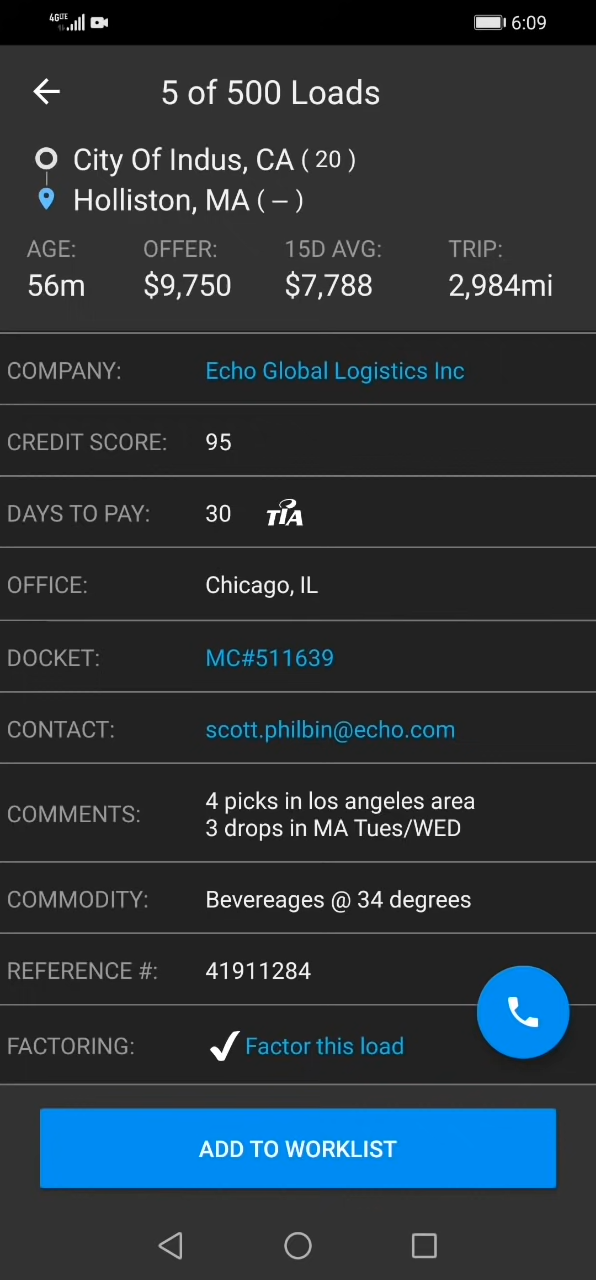 4G LTE
6:09
5 of 500 Loads
City Of Indus, CA ( 20 )
Holliston, MA ( – )
AGE: OFFER: 15D AVG: TRIP:
56m $9,750 $7,788 2,984mi
COMPANY: Echo Global Logistics Inc
CREDIT SCORE: 95
DAYS TO PAY: 30 TIA
OFFICE: Chicago, IL
DOCKET: MC#511639
CONTACT: scott.philbin@echo.com
COMMENTS: 4 picks in los angeles area
3 drops in MA Tues/WED
COMMODITY: Bevereages @ 34 degrees
REFERENCE #: 41911284
FACTORING: Factor this load
ADD TO WORKLIST